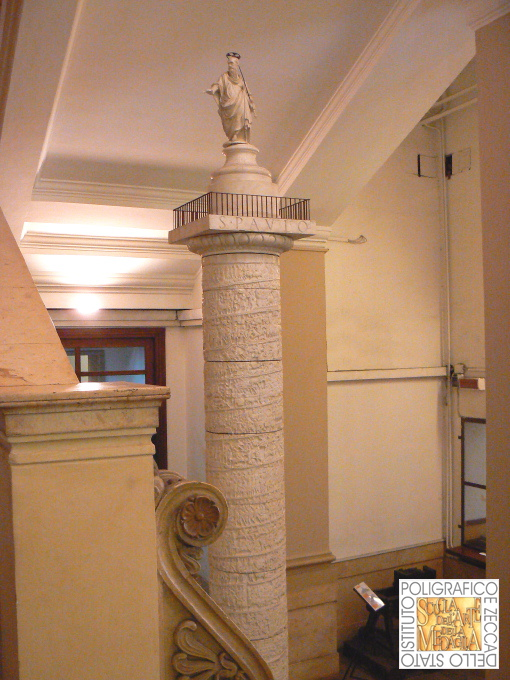 S·PAVLO
ISTITUTO
POLIGRAFICO
E ZECCA
DELLO STATO
SCUOLA
DELL'ARTE
DELLA
MEDAGLIA